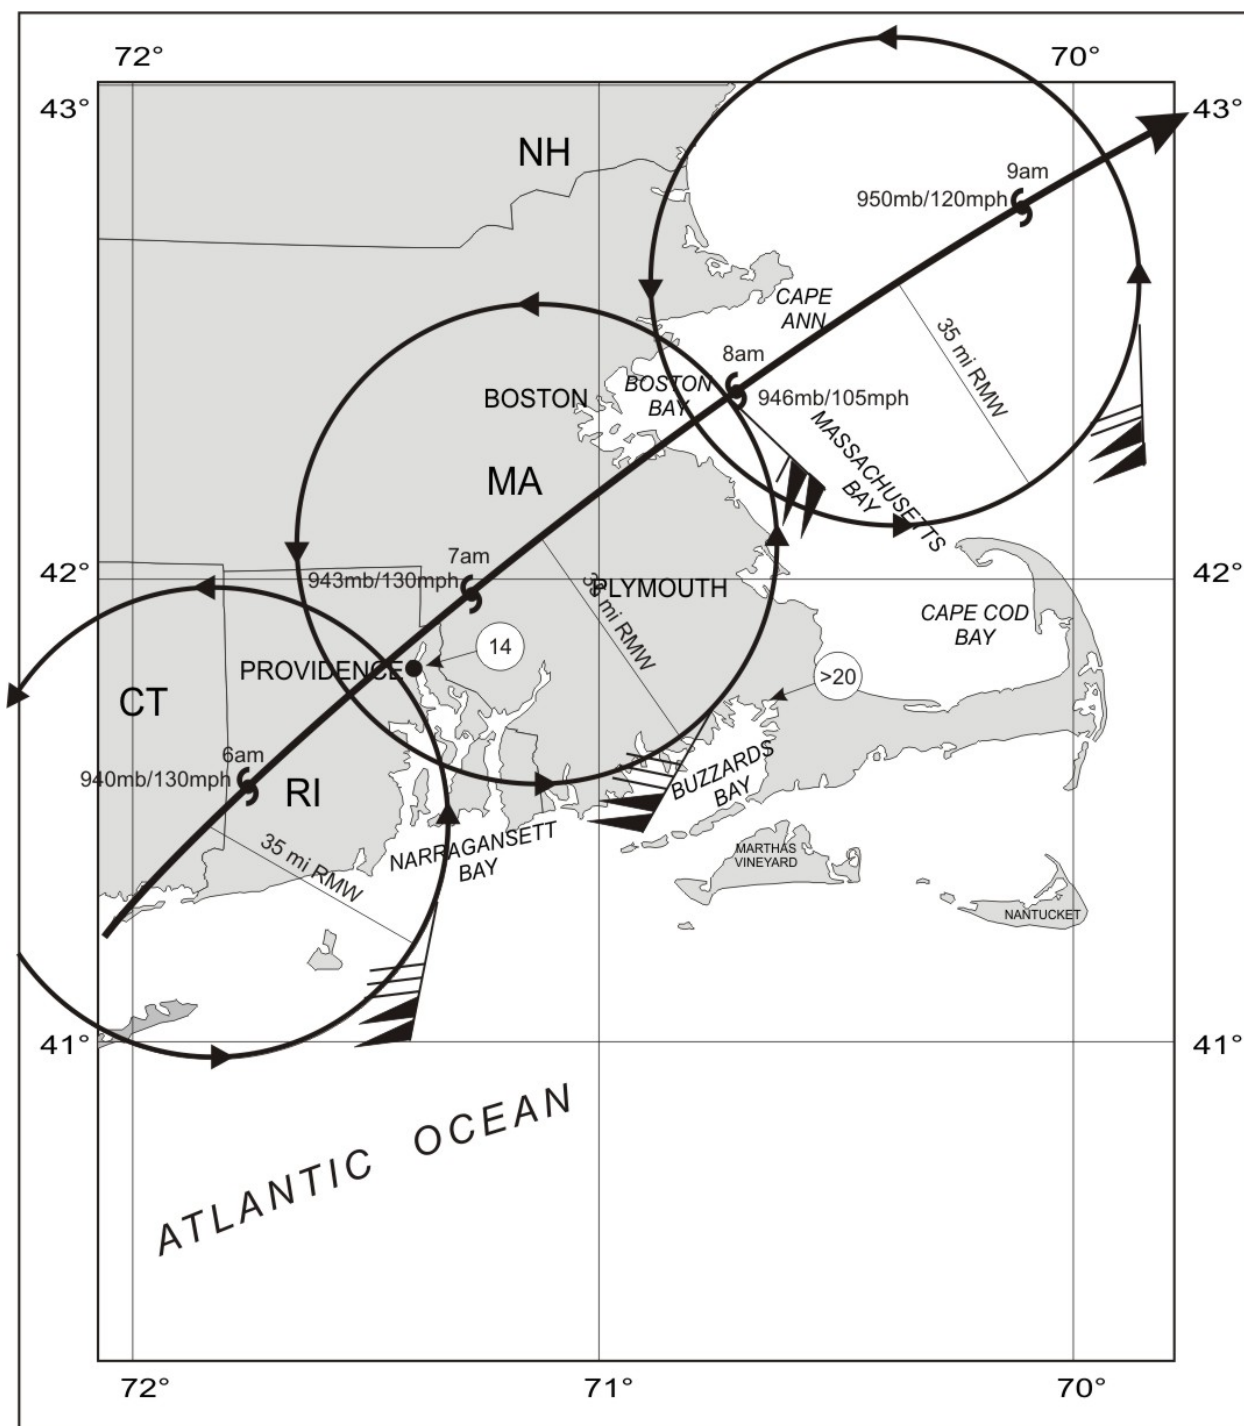 72°
70°
43°
43°
NH
9am
950mb/120mph
CAPE
ANN
35 mi RMW
8am
BOSTON
BOSTON
BAY
946mb/105mph
MASSACHUSETTS
BAY
MA
7am
42°
943mb/130mph
42°
PLYMOUTH
35 mi RMW
CAPE COD
BAY
14
PROVIDENCE
>20
CT
6am
940mb/130mph
RI
BUZZARDS
BAY
35 mi RMW
NARRAGANSETT
BAY
MARTHAS
VINEYARD
NANTUCKET
41°
41°
ATLANTIC OCEAN
72°
71°
70°